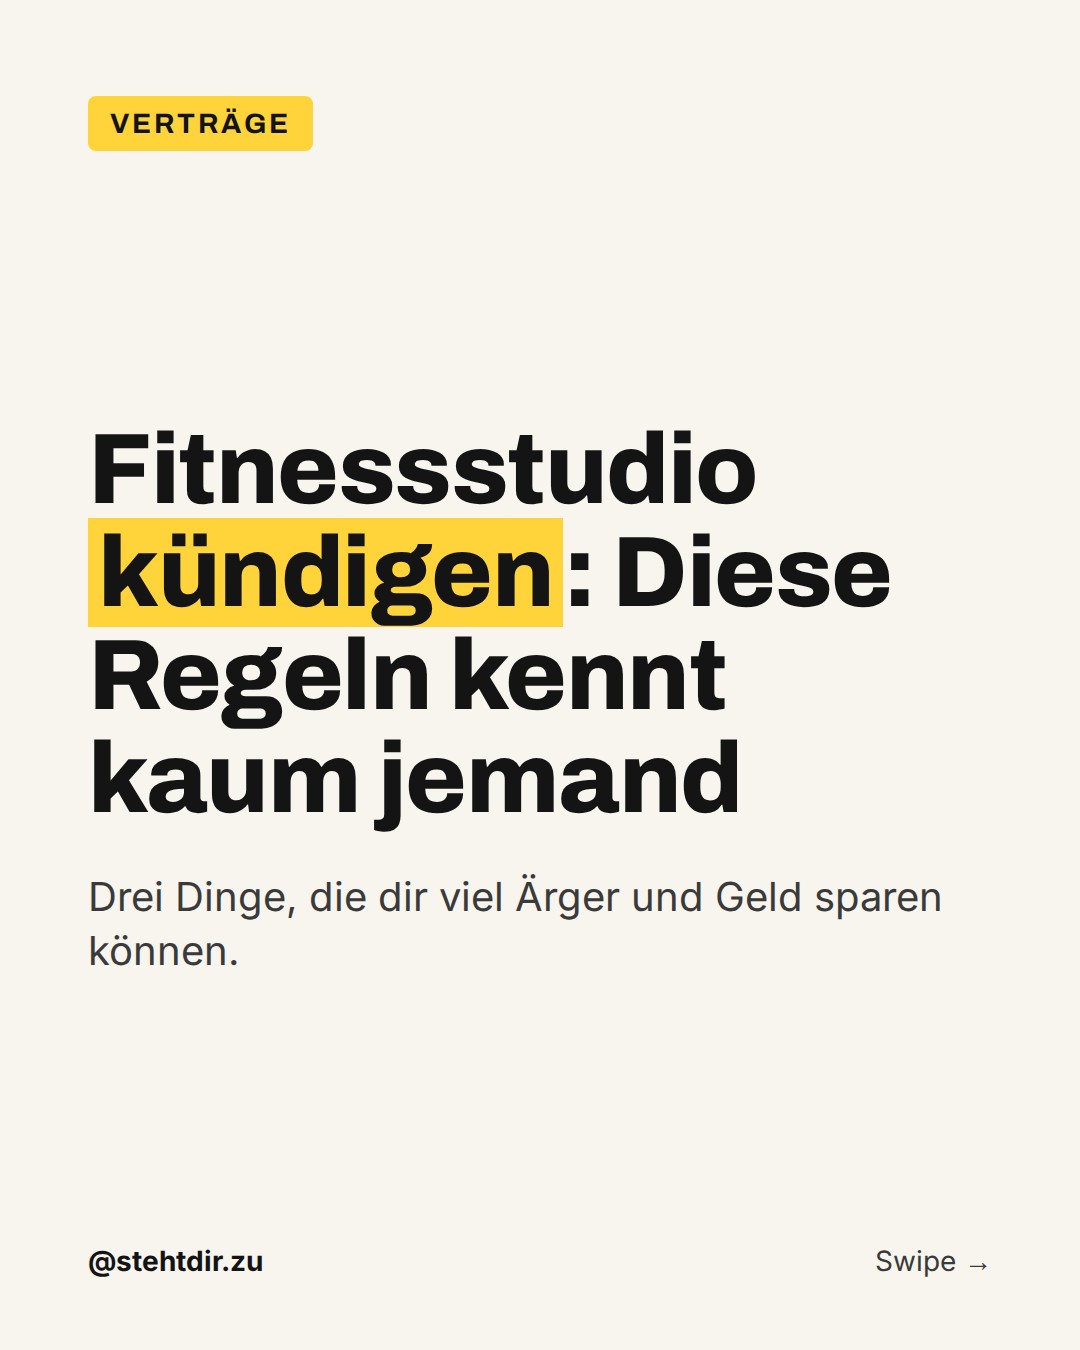 VERTRÄGE
Fitnessstudio
kündigen: Diese
Regeln kennt
kaum jemand
Drei Dinge, die dir viel Ärger und Geld sparen
können.
@stehtdir.zu
Swipe →